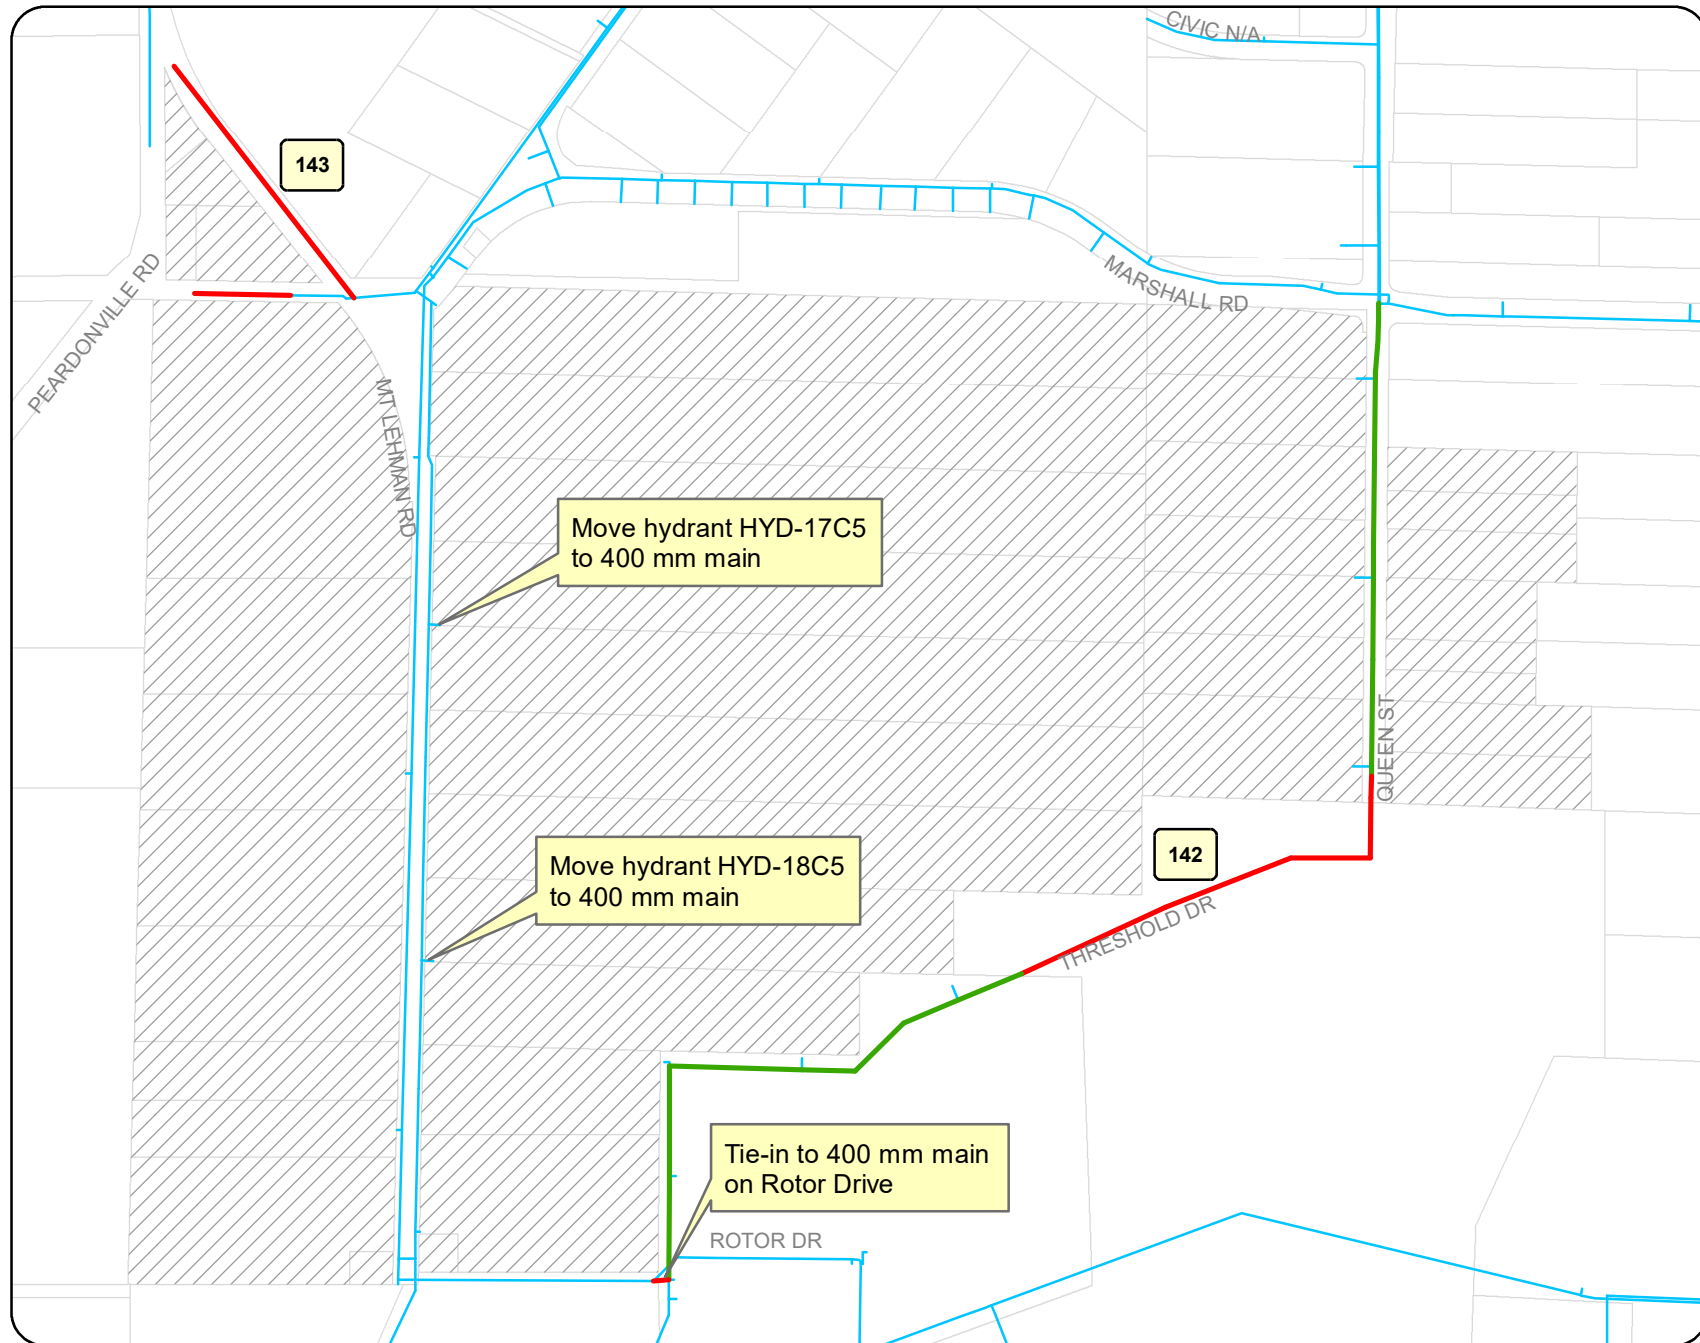 CIVIC N/A
143
PEARDONVILLE RD
MARSHALL RD
MT LEHMAN RD
Move hydrant HYD-17C5
to 400 mm main
QUEEN ST
142
Move hydrant HYD-18C5
to 400 mm main
THRESHOLD DR
Tie-in to 400 mm main
on Rotor Drive
ROTOR DR